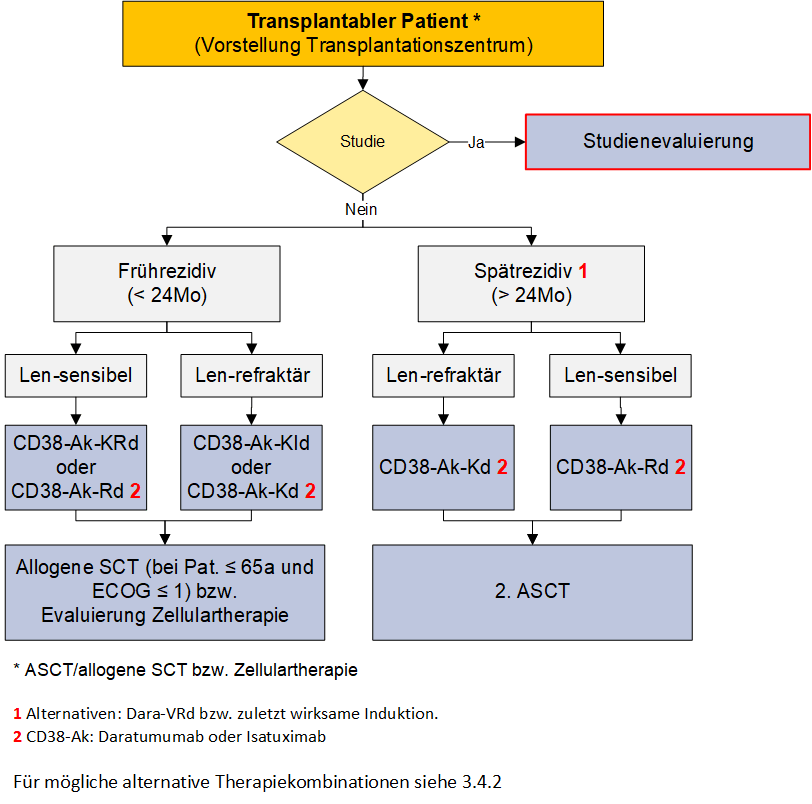 Transplantabler Patient *
(Vorstellung Transplantationszentrum)
Studie
Ja
Studienevaluierung
Nein
Frührezidiv
(< 24Mo)
Spätrezidiv 1
(> 24Mo)
Len-sensibel
Len-refraktär
Len-refraktär
Len-sensibel
CD38-Ak-KRd
oder
CD38-Ak-Rd 2
CD38-Ak-KId
oder
CD38-Ak-Kd 2
CD38-Ak-Kd 2
CD38-Ak-Rd 2
Allogene SCT (bei Pat. ≤ 65a und
ECOG ≤ 1) bzw.
Evaluierung Zellulartherapie
2. ASCT
* ASCT/allogene SCT bzw. Zellulartherapie
1 Alternativen: Dara-VRd bzw. zuletzt wirksame Induktion.
2 CD38-Ak: Daratumumab oder Isatuximab
Für mögliche alternative Therapiekombinationen siehe 3.4.2